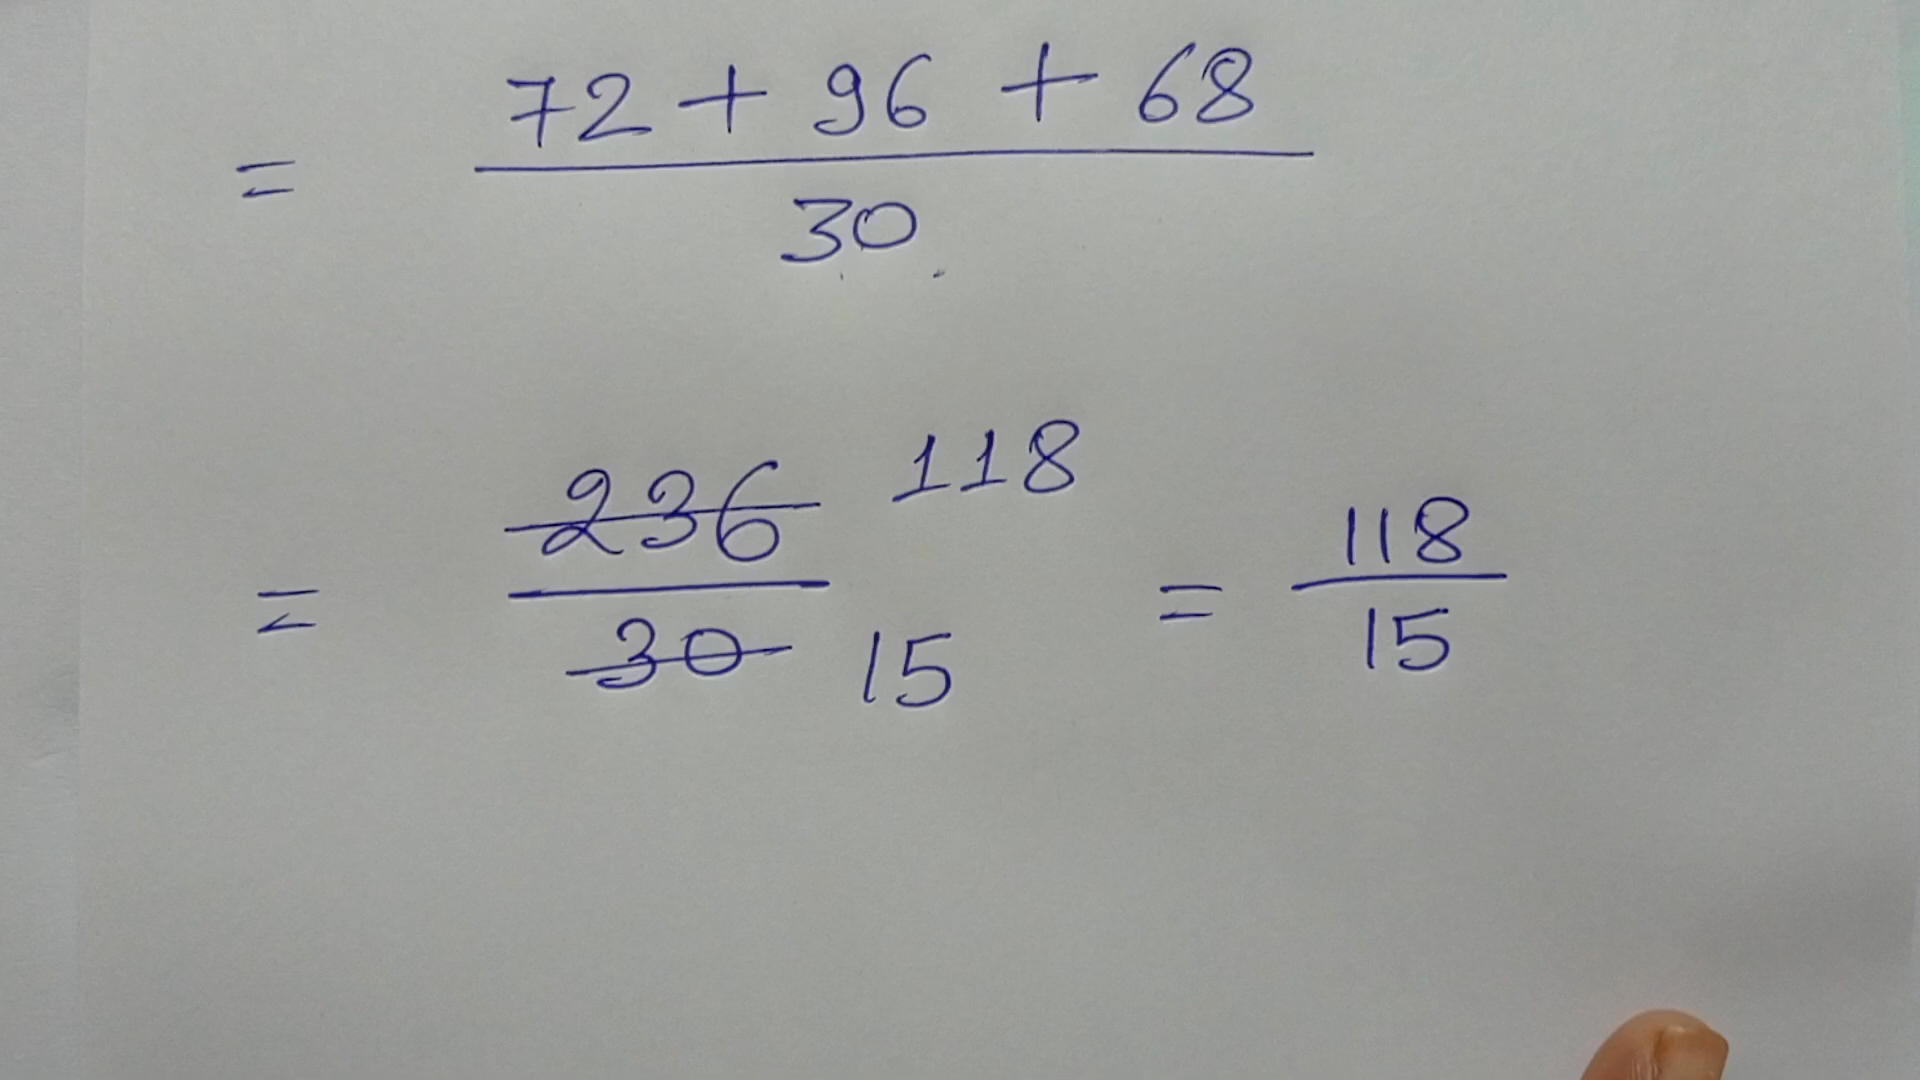 = 72 + 96 + 68
30
= 236 118 = 118
30 15 15